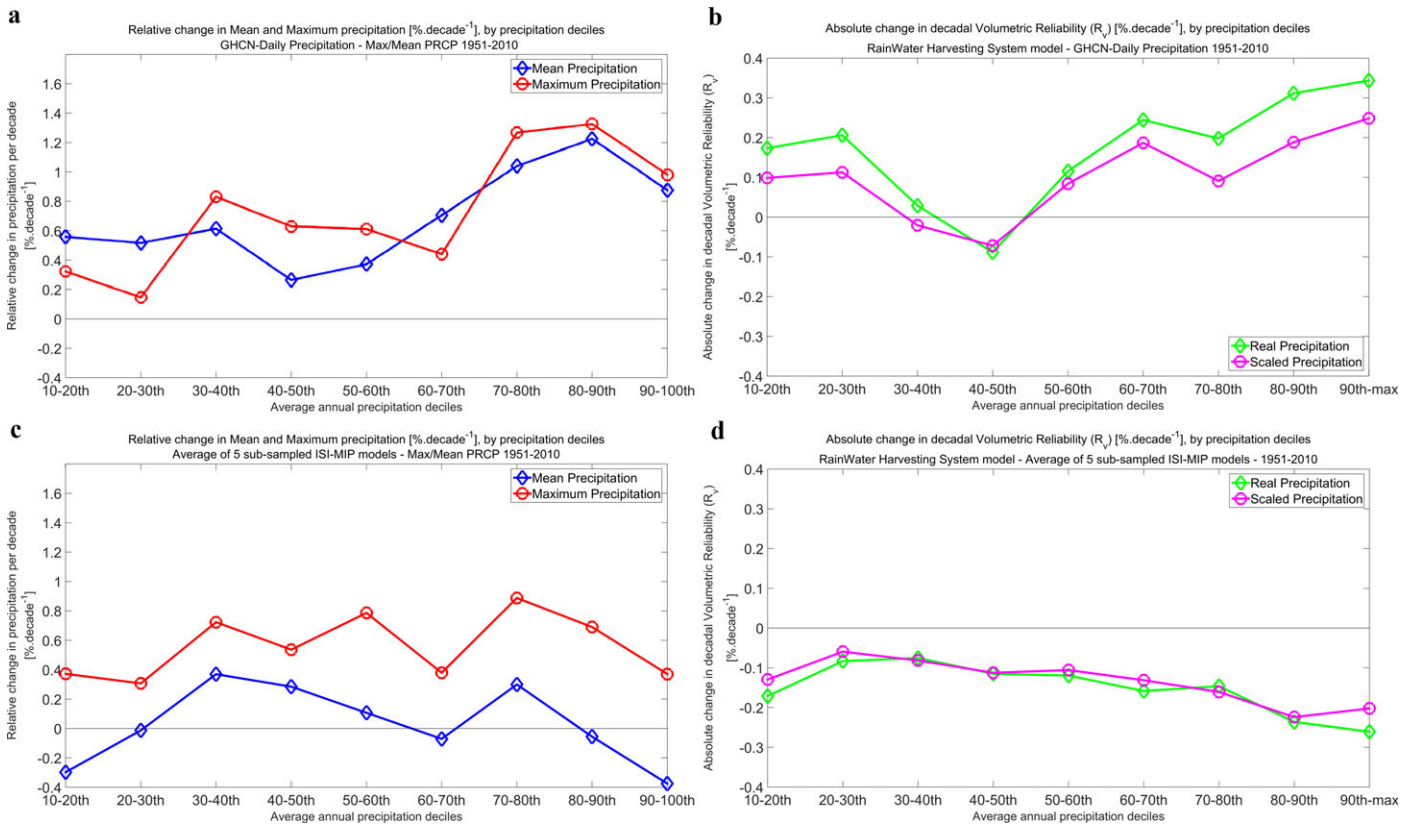 a
Relative change in Mean and Maximum precipitation [%.decade⁻¹], by precipitation deciles
GHCN-Daily Precipitation - Max/Mean PRCP 1951-2010
Mean Precipitation
Maximum Precipitation
Relative change in precipitation per decade
[%.decade⁻¹]
1.6
1.4
1.2
1
0.8
0.6
0.4
0.2
0
-0.2
-0.4
10-20th 20-30th 30-40th 40-50th 50-60th 60-70th 70-80th 80-90th 90-100th
Average annual precipitation deciles
b
Absolute change in decadal Volumetric Reliability (Rᵥ) [%.decade⁻¹], by precipitation deciles
RainWater Harvesting System model - GHCN-Daily Precipitation 1951-2010
Absolute change in decadal Volumetric Reliability (Rᵥ)
[%.decade⁻¹]
0.4
0.3
0.2
0.1
0
-0.1
-0.2
-0.3
-0.4
Real Precipitation
Scaled Precipitation
10-20th 20-30th 30-40th 40-50th 50-60th 60-70th 70-80th 80-90th 90th-max
Average annual precipitation deciles
c
Relative change in Mean and Maximum precipitation [%.decade⁻¹], by precipitation deciles
Average of 5 sub-sampled ISI-MIP models - Max/Mean PRCP 1951-2010
Mean Precipitation
Maximum Precipitation
Relative change in precipitation per decade
[%.decade⁻¹]
1.6
1.4
1.2
1
0.8
0.6
0.4
0.2
0
-0.2
-0.4
10-20th 20-30th 30-40th 40-50th 50-60th 60-70th 70-80th 80-90th 90-100th
Average annual precipitation deciles
d
Absolute change in decadal Volumetric Reliability (Rᵥ) [%.decade⁻¹], by precipitation deciles
RainWater Harvesting System model - Average of 5 sub-sampled ISI-MIP models - 1951-2010
Real Precipitation
Scaled Precipitation
Absolute change in decadal Volumetric Reliability (Rᵥ)
[%.decade⁻¹]
0.4
0.3
0.2
0.1
0
-0.1
-0.2
-0.3
-0.4
10-20th 20-30th 30-40th 40-50th 50-60th 60-70th 70-80th 80-90th 90th-max
Average annual precipitation deciles